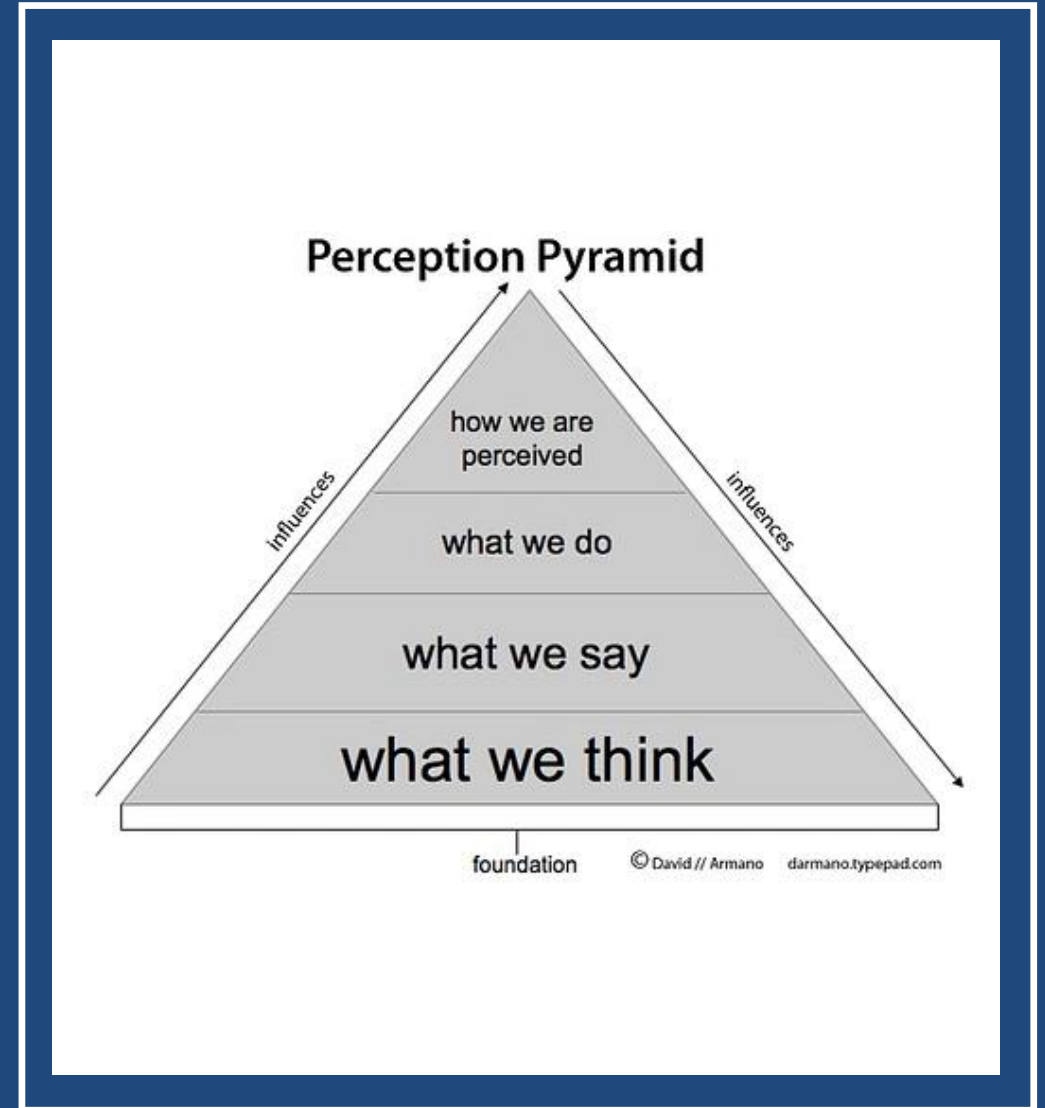 Perception Pyramid
how we are
perceived
influences
influences
what we do
what we say
what we think
foundation
© David // Armano darmano.typepad.com